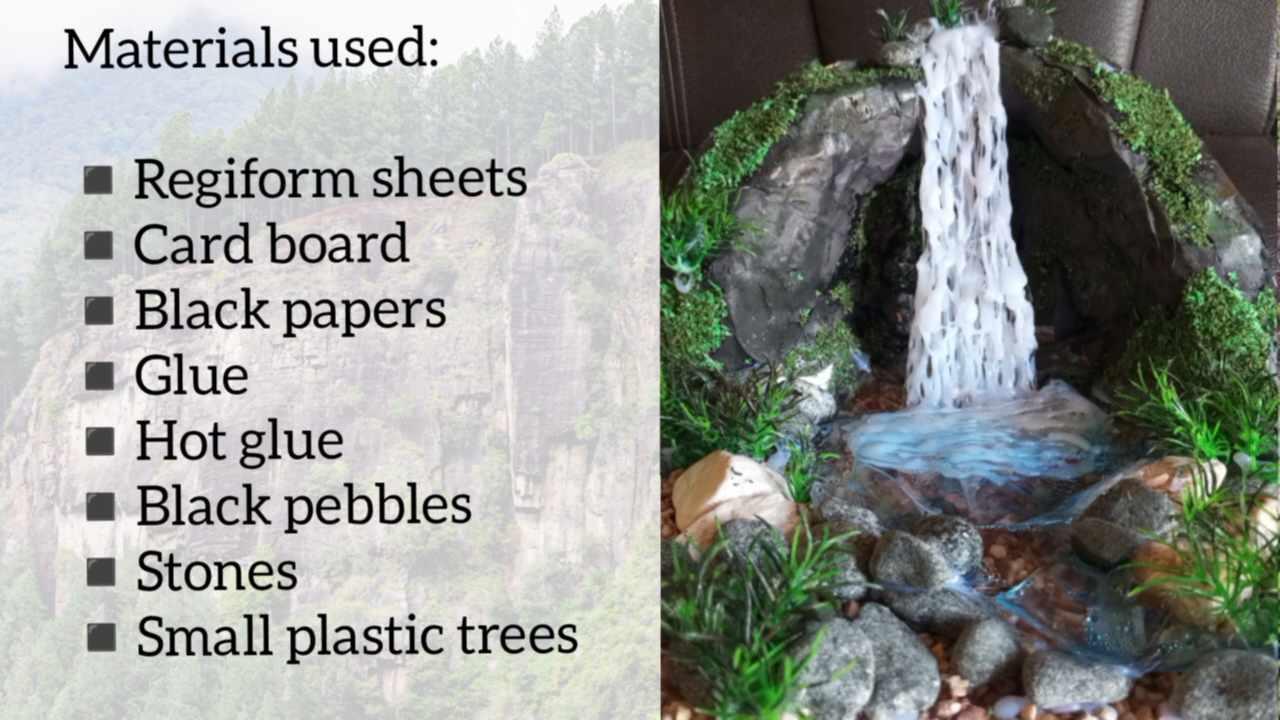 Materials used:
◾ Regiform sheets
◾ Card board
◾ Black papers
◾ Glue
◾ Hot glue
◾ Black pebbles
◾ Stones
◾ Small plastic trees